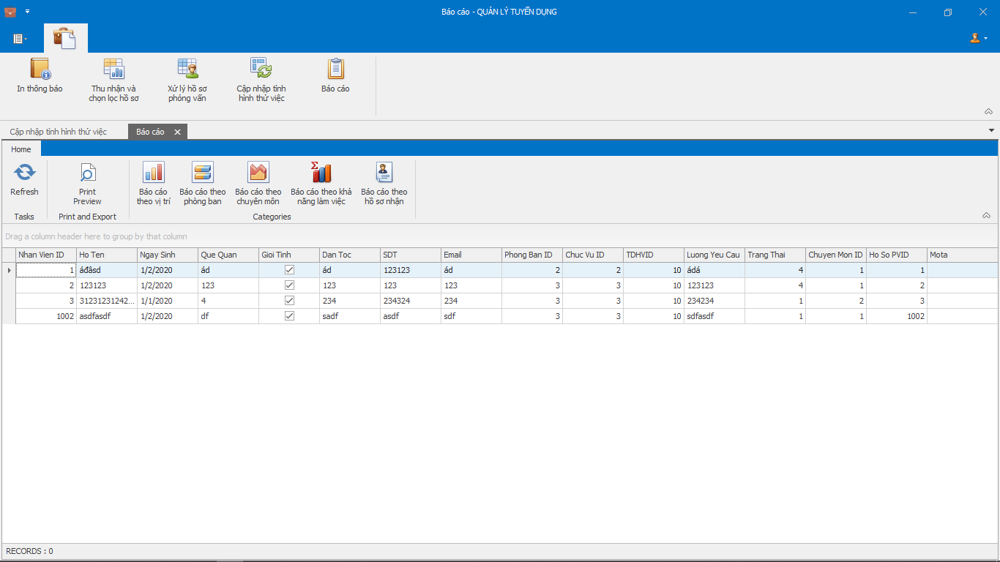 Báo cáo - QUẢN LÝ TUYỂN DỤNG
In thông báo
Thu nhận và
chọn lọc hồ sơ
Xử lý hồ sơ
phỏng vấn
Cập nhập tình
hình thử việc
Báo cáo
Cập nhập tình hình thử việc
Báo cáo
Home
Refresh
Print
Preview
Báo cáo
theo vị trí
Báo cáo theo
phòng ban
Báo cáo theo
chuyên môn
Báo cáo theo khả
năng làm việc
Báo cáo theo
hồ sơ nhận
Tasks
Print and Export
Categories
Drag a column header here to group by that column
Nhan Vien ID Ho Ten Ngay Sinh Que Quan Gioi Tinh Dan Toc SDT Email Phong Ban ID Chuc Vu ID TDHVID Luong Yeu Cau Trang Thai Chuyen Mon ID Ho So PVID Mota
1 áđâsd 1/2/2020 ád ád 123123 ád 2 2 10 ádá 4 1 1
2 123123 1/2/2020 123 123 123 123 3 3 10 123123 4 1 2
3 31231231242... 1/1/2020 4 234 234324 234 3 3 10 234234 1 2 3
1002 asdfasdf 1/2/2020 df sadf asdf sdf 3 3 10 sdfasdf 1 1 1002
RECORDS : 0